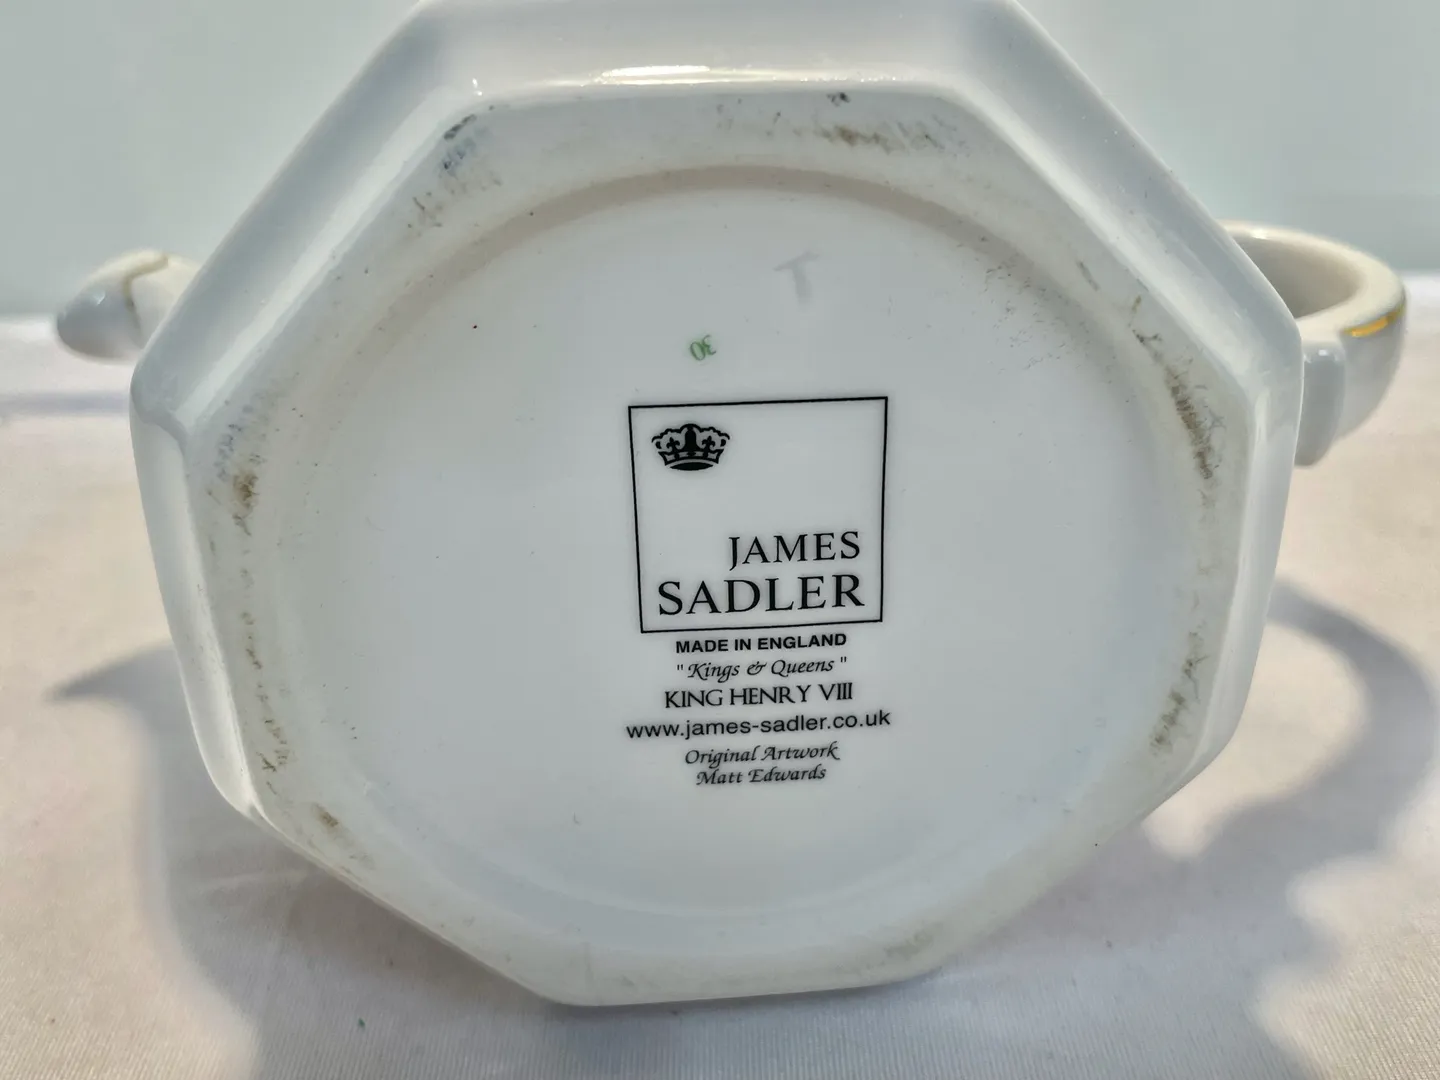 T
30
JAMES
SADLER
MADE IN ENGLAND
"Kings & Queens"
KING HENRY VIII
www.james-sadler.co.uk
Original Artwork
Matt Edwards